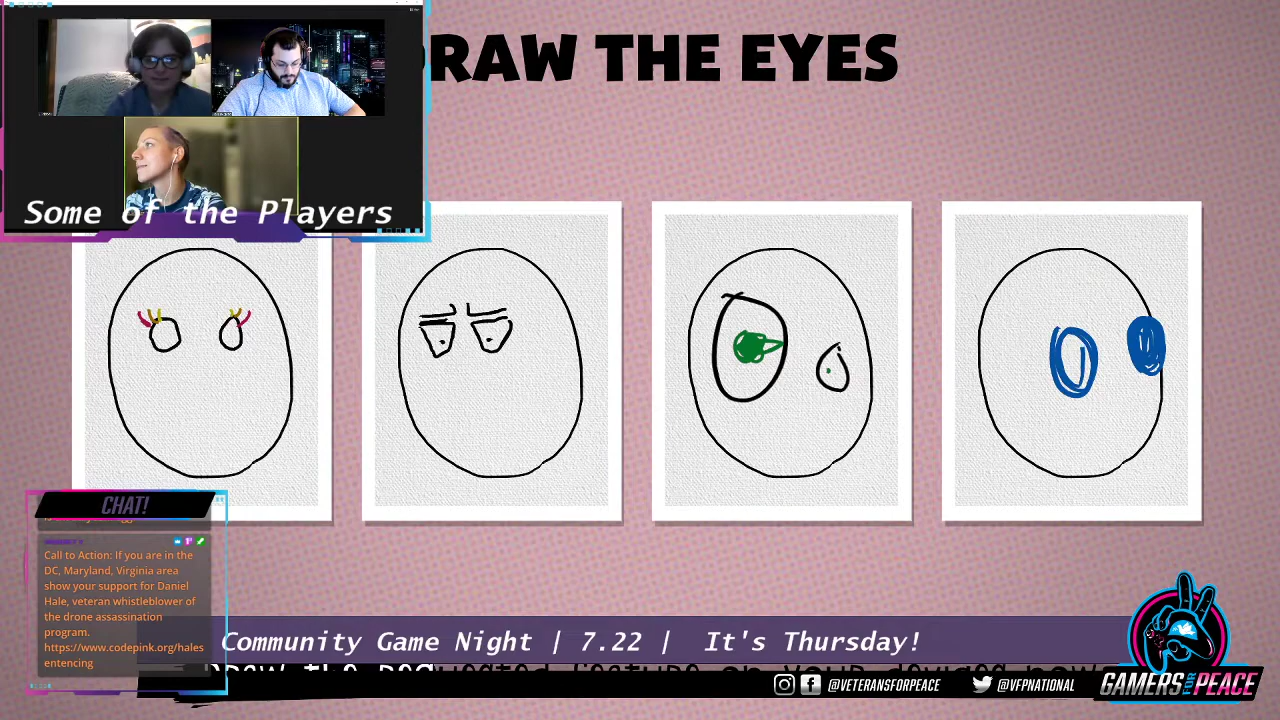 DRAW THE EYES
Some of the Players
CHAT!
Call to Action: If you are in the
DC, Maryland, Virginia area
show your support for Daniel
Hale, veteran whistleblower of
the drone assassination
program.
https://www.codepink.org/hales
entencing
Community Game Night | 7.22 | It's Thursday!
@VETERANSFORPEACE
@VFPNATIONAL
GAMERS FOR PEACE